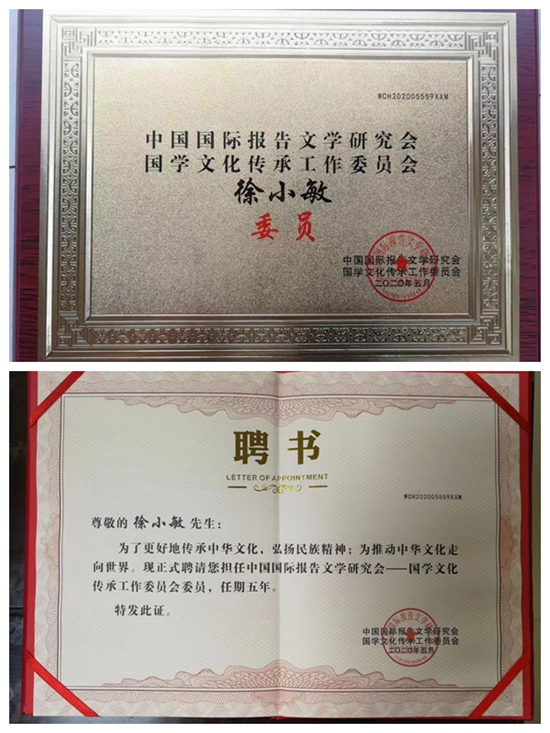 WCH202005559XXM
中国国际报告文学研究会
国学文化传承工作委员会
徐小敏
委员
中国国际报告文学研究会
国学文化传承工作委员会
二〇二〇年五月
聘书
LETTER OF APPOINTMENT
WCH202005559XXM
尊敬的徐小敏先生：
为了更好地传承中华文化，弘扬民族精神；为推动中华文化走
向世界。现正式聘请您担任中国国际报告文学研究会——国学文化
传承工作委员会委员，任期五年。
特发此证。
中国国际报告文学研究会
国学文化传承工作委员会
二〇二〇年五月